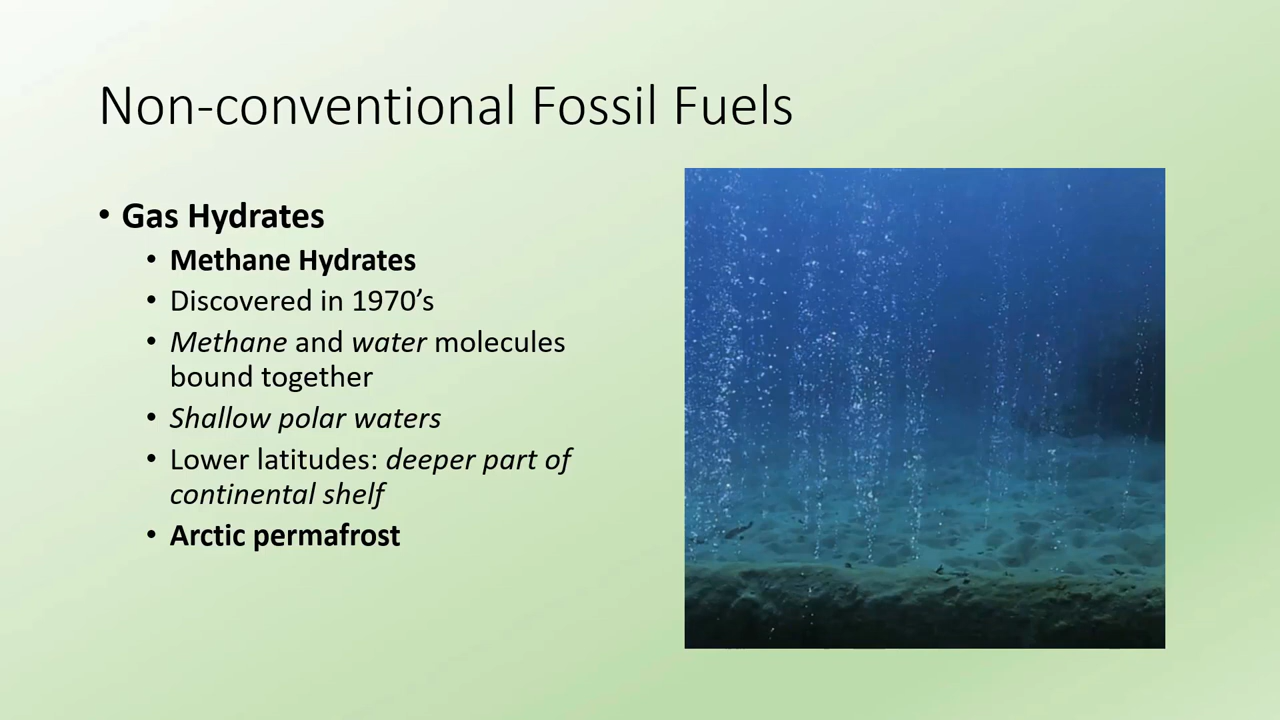 Non-conventional Fossil Fuels
• Gas Hydrates
• Methane Hydrates
• Discovered in 1970’s
• Methane and water molecules
bound together
• Shallow polar waters
• Lower latitudes: deeper part of
continental shelf
• Arctic permafrost